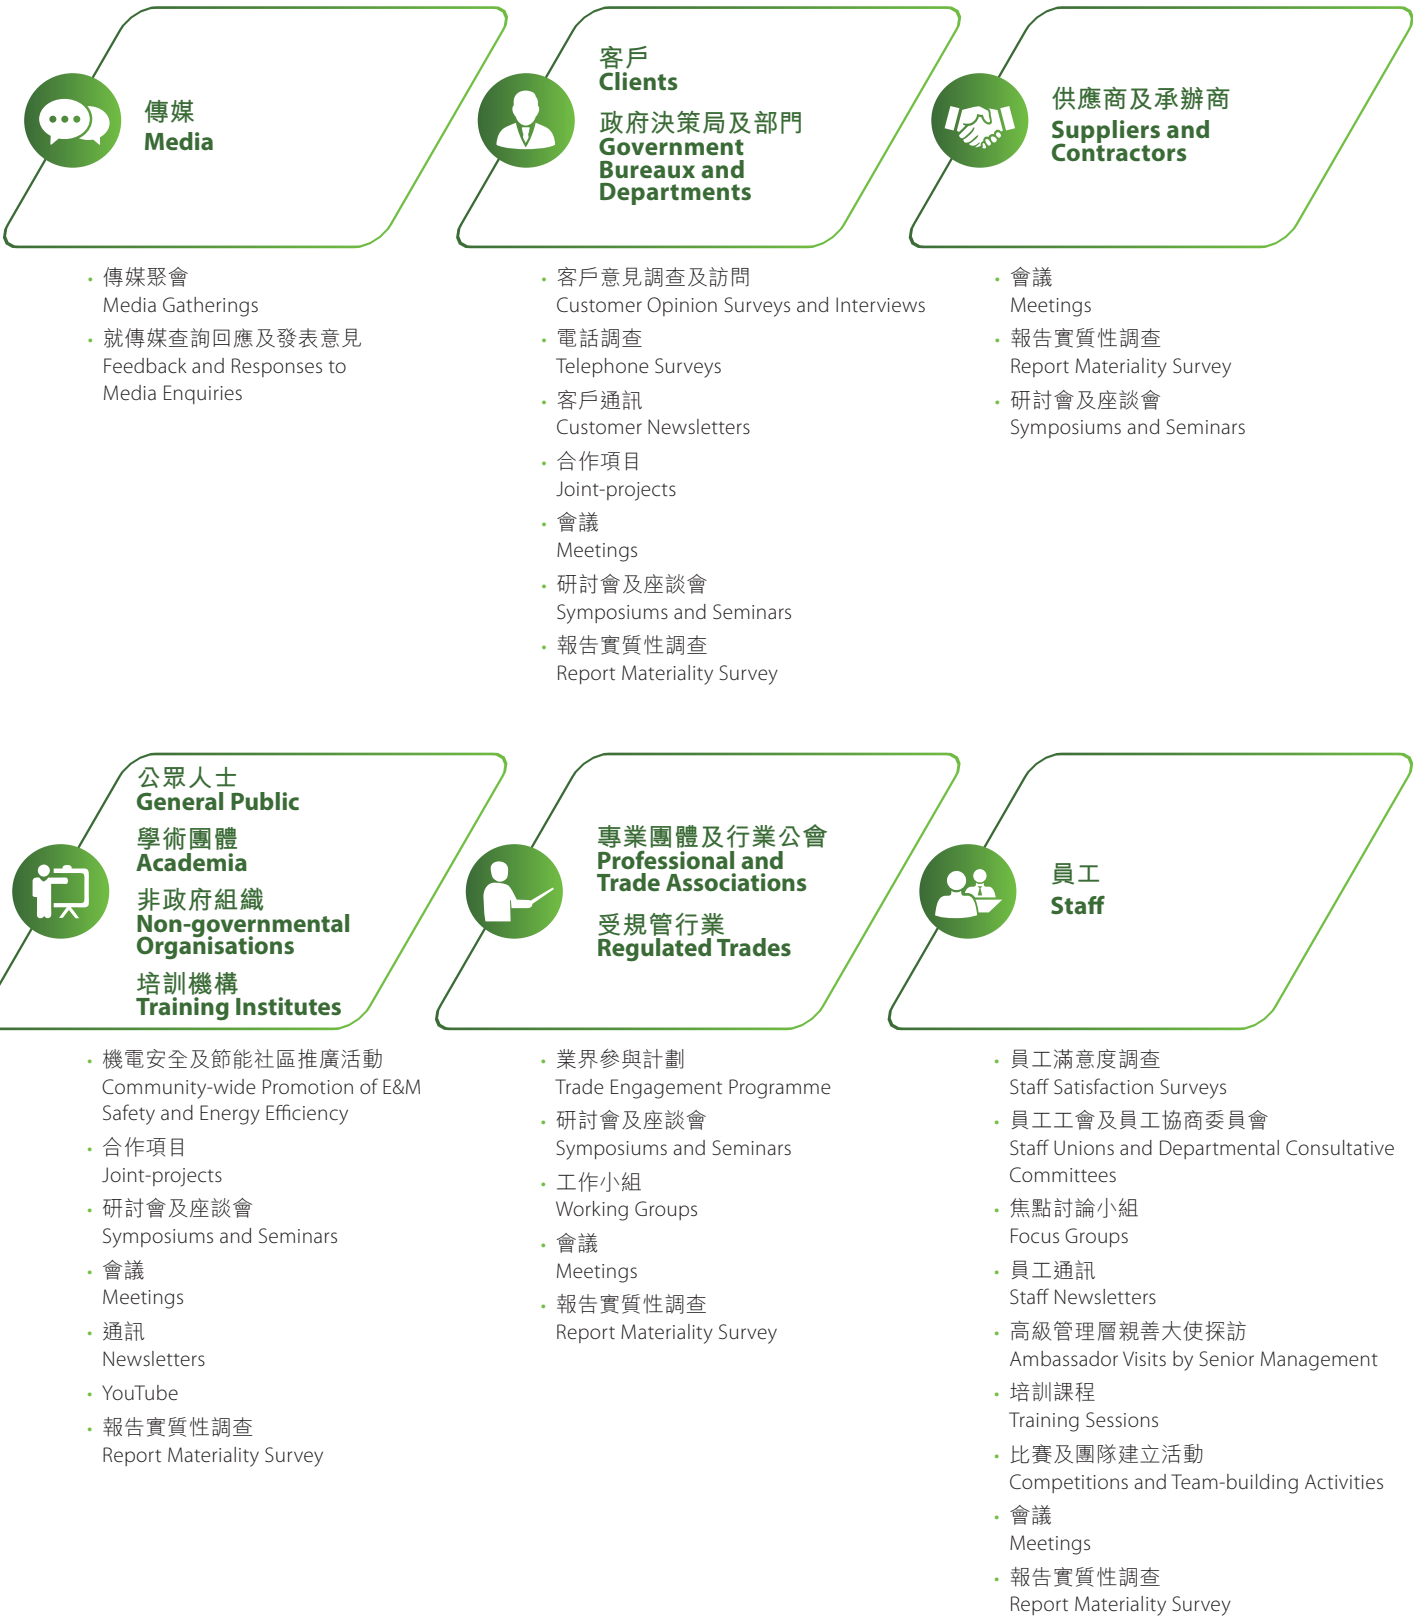 傳媒
Media
• 傳媒聚會
Media Gatherings
• 就傳媒查詢回應及發表意見
Feedback and Responses to
Media Enquiries
客戶
Clients
政府決策局及部門
Government
Bureaux and
Departments
• 客戶意見調查及訪問
Customer Opinion Surveys and Interviews
• 電話調查
Telephone Surveys
• 客戶通訊
Customer Newsletters
• 合作項目
Joint-projects
• 會議
Meetings
• 研討會及座談會
Symposiums and Seminars
• 報告實質性調查
Report Materiality Survey
供應商及承辦商
Suppliers and
Contractors
• 會議
Meetings
• 報告實質性調查
Report Materiality Survey
• 研討會及座談會
Symposiums and Seminars
公眾人士
General Public
學術團體
Academia
非政府組織
Non-governmental
Organisations
培訓機構
Training Institutes
• 機電安全及節能社區推廣活動
Community-wide Promotion of E&M
Safety and Energy Efficiency
• 合作項目
Joint-projects
• 研討會及座談會
Symposiums and Seminars
• 會議
Meetings
• 通訊
Newsletters
• YouTube
• 報告實質性調查
Report Materiality Survey
專業團體及行業公會
Professional and
Trade Associations
受規管行業
Regulated Trades
• 業界參與計劃
Trade Engagement Programme
• 研討會及座談會
Symposiums and Seminars
• 工作小組
Working Groups
• 會議
Meetings
• 報告實質性調查
Report Materiality Survey
員工
Staff
• 員工滿意度調查
Staff Satisfaction Surveys
• 員工工會及員工協商委員會
Staff Unions and Departmental Consultative
Committees
• 焦點討論小組
Focus Groups
• 員工通訊
Staff Newsletters
• 高級管理層親善大使探訪
Ambassador Visits by Senior Management
• 培訓課程
Training Sessions
• 比賽及團隊建立活動
Competitions and Team-building Activities
• 會議
Meetings
• 報告實質性調查
Report Materiality Survey